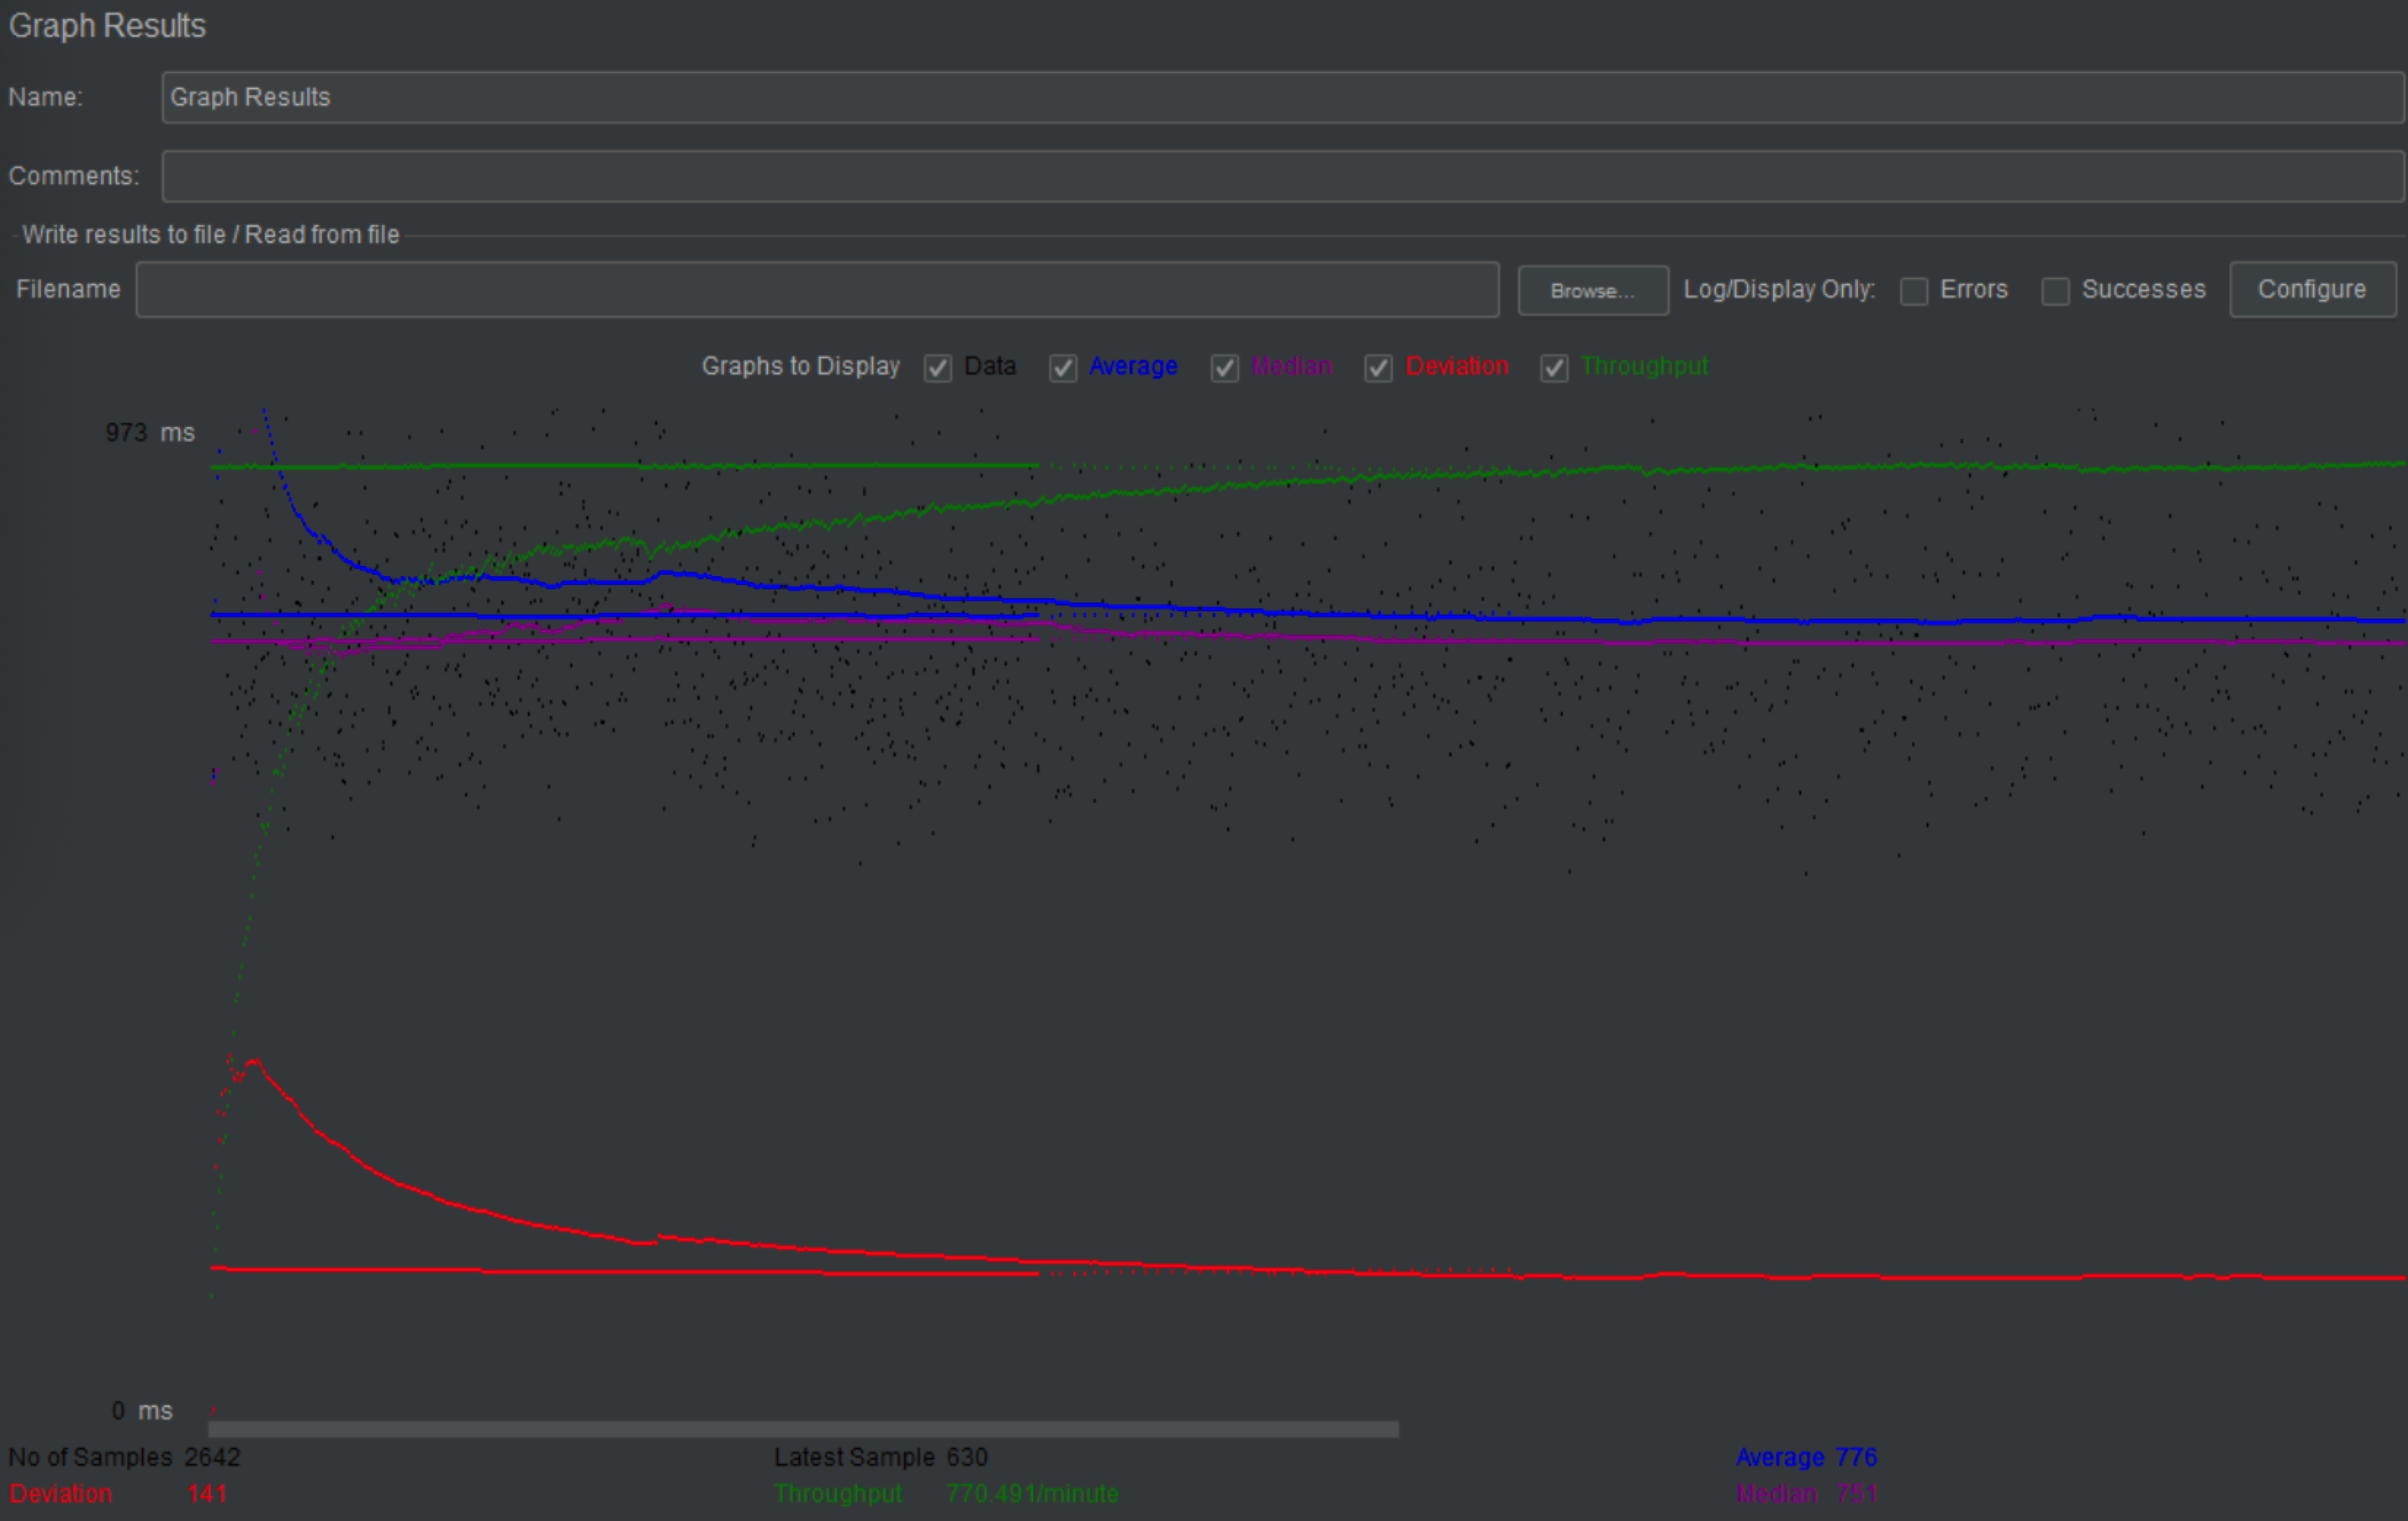 Graph Results
Name: Graph Results
Comments:
Write results to file / Read from file
Filename Browse... Log/Display Only: Errors Successes Configure
Graphs to Display Data Average Median Deviation Throughput
973 ms
0 ms
No of Samples 2642 Latest Sample 630 Average 776
Deviation 141 Throughput 770.491/minute Median 751